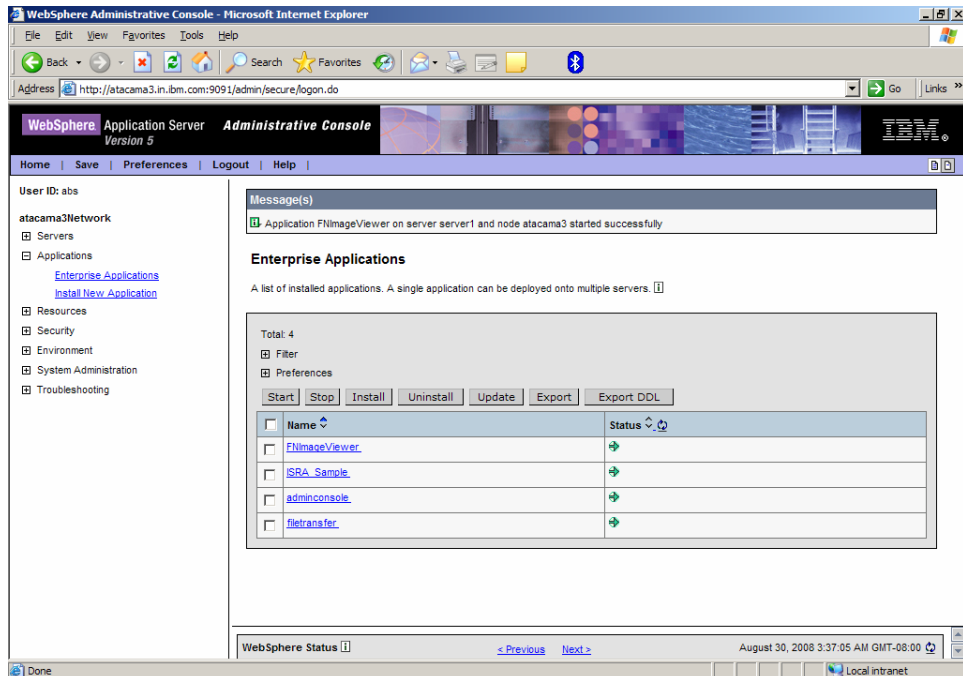 WebSphere Administrative Console - Microsoft Internet Explorer
File Edit View Favorites Tools Help
Back Search Favorites
Address http://atacama3.in.ibm.com:9091/admin/secure/logon.do Go Links »
WebSphere. Application Server Administrative Console
Version 5
IBM®
Home | Save | Preferences | Logout | Help |
User ID: abs
atacama3Network
Servers
Applications
Enterprise Applications
Install New Application
Resources
Security
Environment
System Administration
Troubleshooting
Message(s)
Application FNImageViewer on server server1 and node atacama3 started successfully
Enterprise Applications
A list of installed applications. A single application can be deployed onto multiple servers. i
Total: 4
Filter
Preferences
Start Stop Install Uninstall Update Export Export DDL
Name Status
FNImageViewer
ISRA_Sample
adminconsole
filetransfer
WebSphere Status i < Previous Next > August 30, 2008 3:37:05 AM GMT-08:00
Done Local intranet